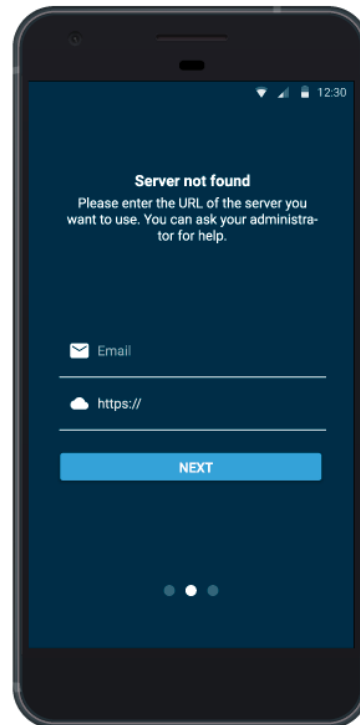 12:30
Server not found
Please enter the URL of the server you
want to use. You can ask your administra-
tor for help.
Email
https://
NEXT